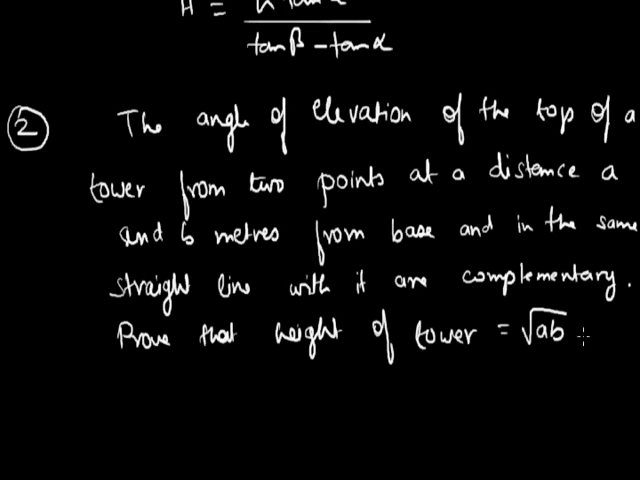 H =
tanβ - tanα
② The angle of elevation of the top of a
tower from two points at a distance a
and b metres from base and in the same
straight line with it are complementary.
Prove that height of tower = √ab